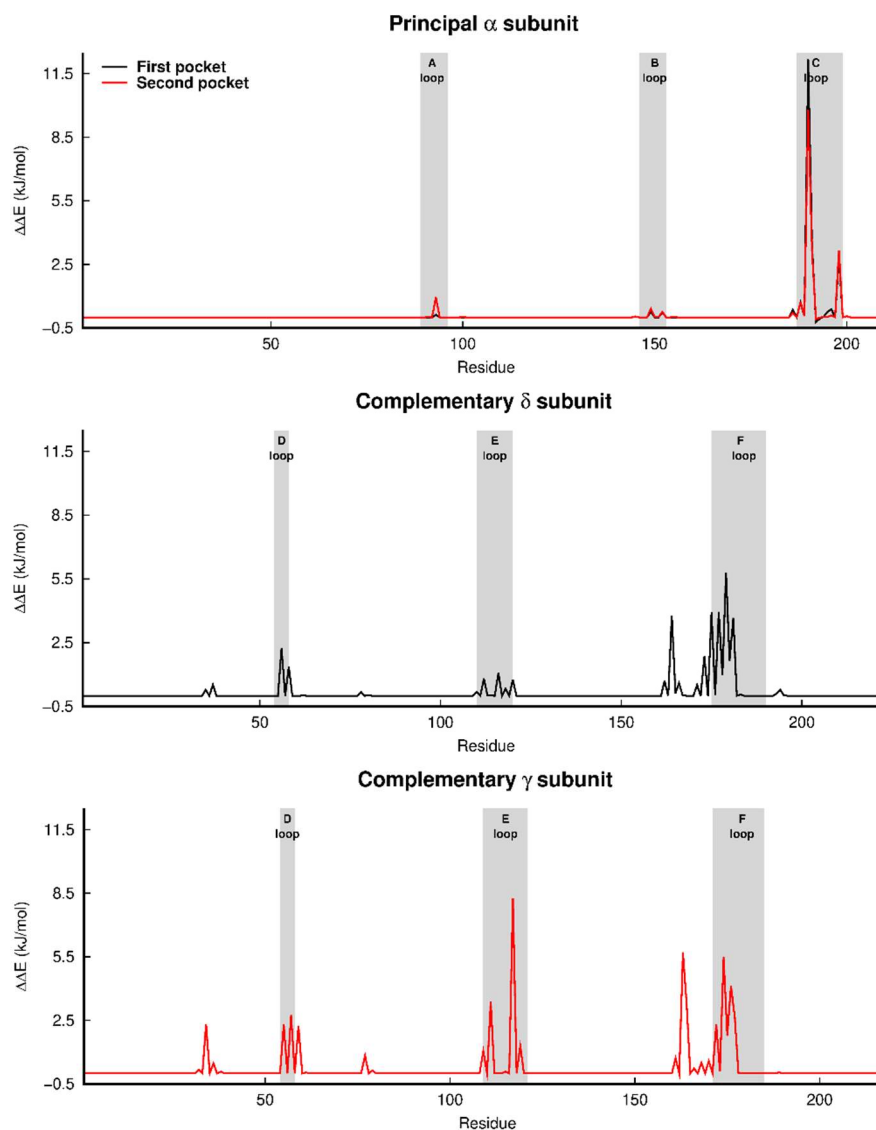 Principal α subunit
First pocket
Second pocket
A
loop
B
loop
C
loop
11.5
8.5
5.5
2.5
−0.5
ΔΔE (kJ/mol)
50
100
150
200
Residue
Complementary δ subunit
D
loop
E
loop
F
loop
11.5
8.5
5.5
2.5
−0.5
ΔΔE (kJ/mol)
50
100
150
200
Residue
Complementary γ subunit
D
loop
E
loop
F
loop
11.5
8.5
5.5
2.5
−0.5
ΔΔE (kJ/mol)
50
100
150
200
Residue